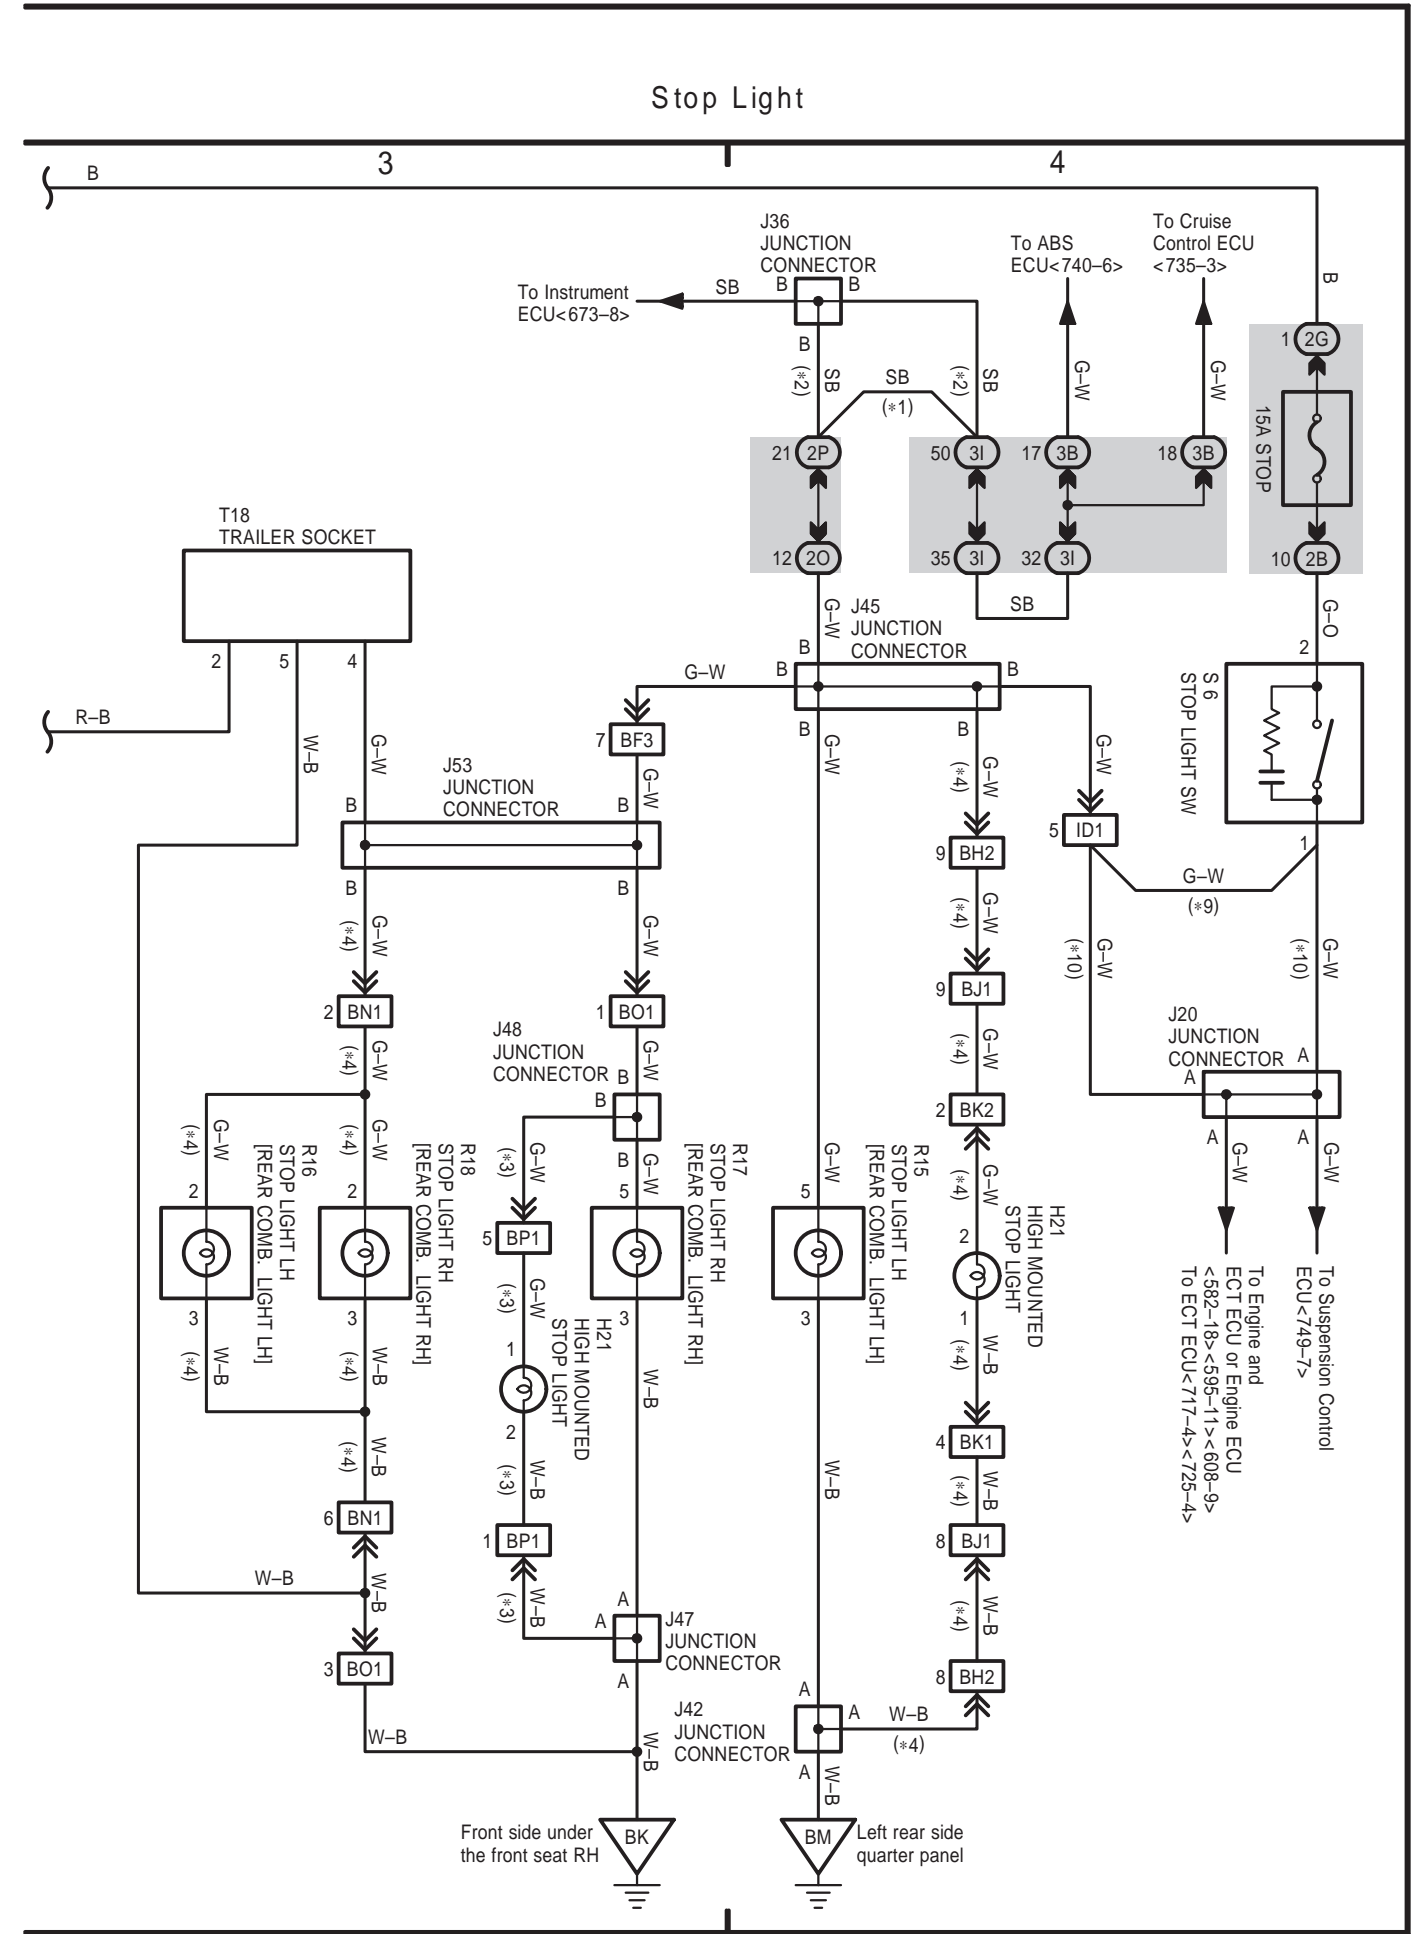 Stop Light
3
4
B
J36
JUNCTION
CONNECTOR
To ABS
ECU<740–6>
To Cruise
Control ECU
<735–3>
To Instrument
ECU<673–8>
SB
B
B
B
B
(*2)
SB
SB
(*1)
(*2)
SB
G–W
G–W
1
2G
15A STOP
21
2P
50
3I
17
3B
18
3B
T18
TRAILER SOCKET
12
2O
35
3I
32
3I
10
2B
SB
G–W
J45
JUNCTION
CONNECTOR
G–O
2
5
4
B
B
B
2
G–W
S 6
STOP LIGHT SW
R–B
W–B
G–W
7
BF3
B
G–W
B
(*4)
G–W
G–W
J53
JUNCTION
CONNECTOR
B
B
G–W
5
ID1
1
9
BH2
G–W
(*9)
B
B
(*4)
G–W
G–W
(*4)
G–W
(*10)
G–W
(*10)
G–W
2
BN1
1
BO1
9
BJ1
J48
JUNCTION
CONNECTOR
J20
JUNCTION
CONNECTOR
(*4)
G–W
B
G–W
(*4)
G–W
A
A
B
2
BK2
(*4)
G–W
(*4)
G–W
(*3)
G–W
B
G–W
G–W
(*4)
G–W
A
A
G–W
G–W
R16
STOP LIGHT LH
[REAR COMB. LIGHT LH]
R18
STOP LIGHT RH
[REAR COMB. LIGHT RH]
R17
STOP LIGHT RH
[REAR COMB. LIGHT RH]
R15
STOP LIGHT LH
[REAR COMB. LIGHT LH]
H21
HIGH MOUNTED
STOP LIGHT
2
2
5
5
5
BP1
2
To Engine and
ECT ECU or Engine ECU
<582–18><595–11><608–9>
To ECT ECU<717–4><725–4>
To Suspension Control
ECU<749–7>
(*3)
G–W
H21
HIGH MOUNTED
STOP LIGHT
3
3
1
3
3
1
(*4)
W–B
(*4)
W–B
W–B
(*4)
W–B
2
4
BK1
(*4)
W–B
(*3)
W–B
W–B
(*4)
W–B
6
BN1
1
BP1
8
BJ1
W–B
W–B
(*3)
W–B
A
A
J47
JUNCTION
CONNECTOR
(*4)
W–B
3
BO1
A
8
BH2
J42
JUNCTION
CONNECTOR
A
A
W–B
(*4)
W–B
W–B
A
W–B
Front side under
the front seat RH
BK
BM
Left rear side
quarter panel